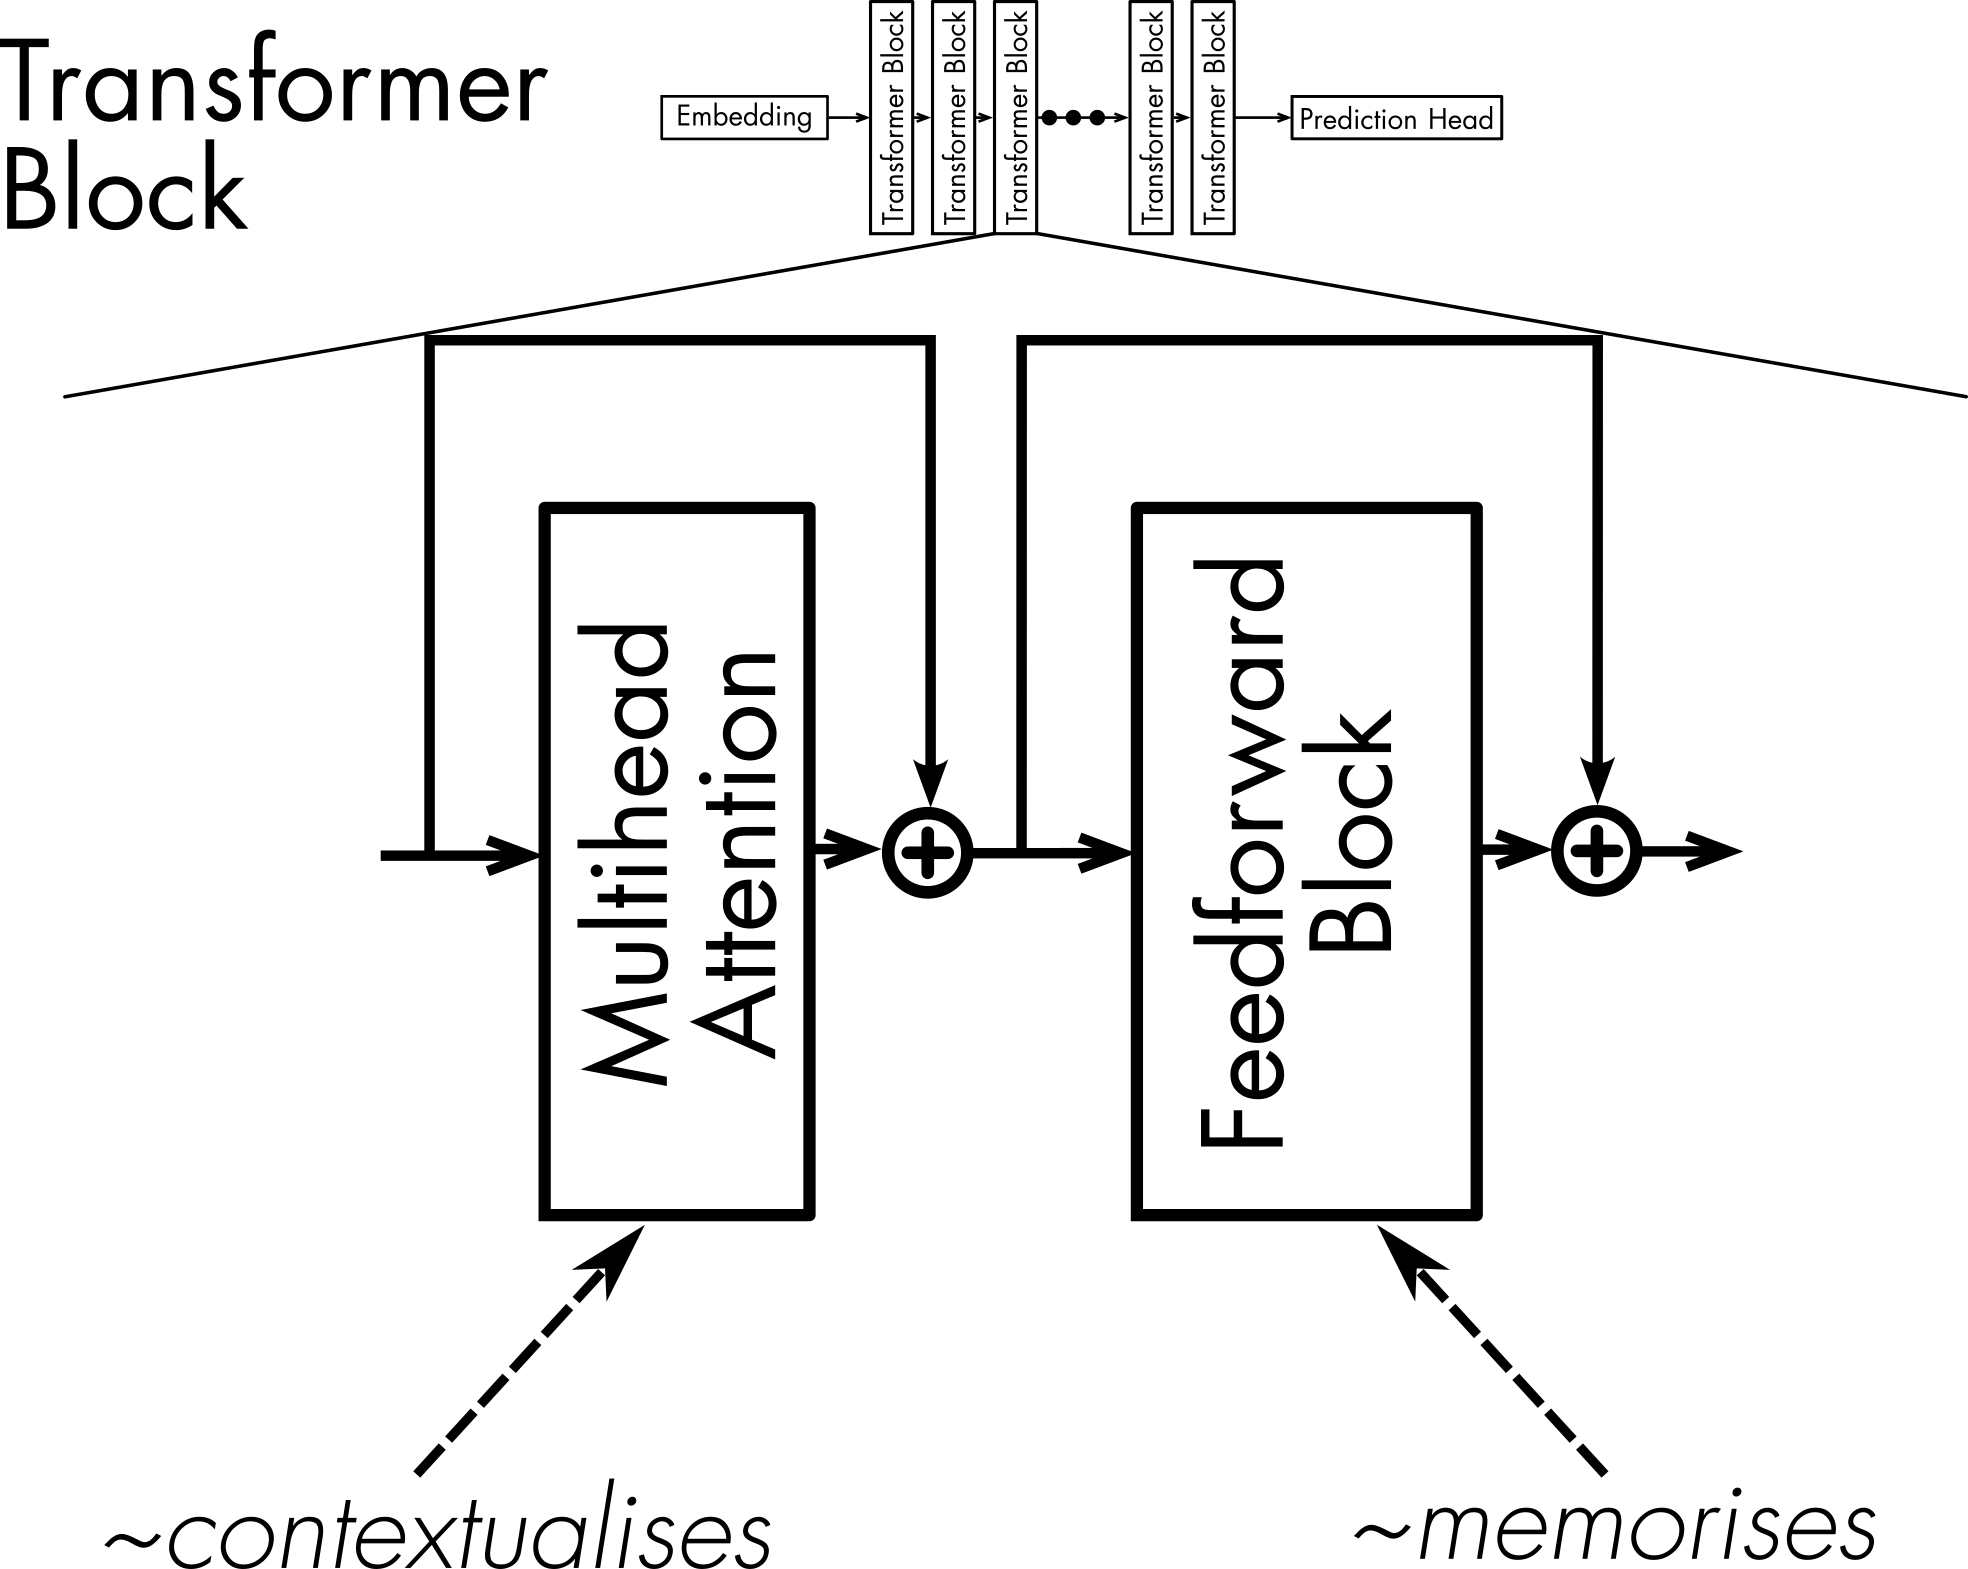 Transformer
Block
Embedding
Transformer Block
Transformer Block
Transformer Block
Transformer Block
Transformer Block
Prediction Head
Multihead
Attention
Feedforward
Block
~contextualises
~memorises